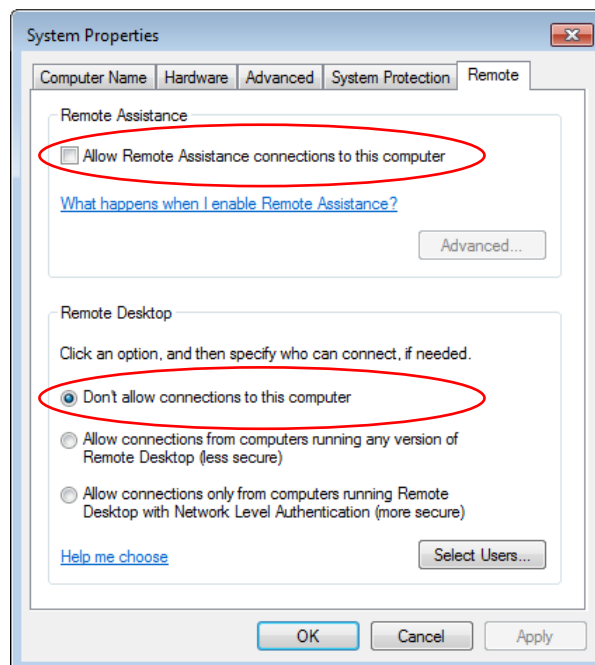 System Properties
Computer Name Hardware Advanced System Protection Remote
Remote Assistance
Allow Remote Assistance connections to this computer
What happens when I enable Remote Assistance?
Advanced...
Remote Desktop
Click an option, and then specify who can connect, if needed.
Don't allow connections to this computer
Allow connections from computers running any version of
Remote Desktop (less secure)
Allow connections only from computers running Remote
Desktop with Network Level Authentication (more secure)
Help me choose
Select Users...
OK Cancel Apply